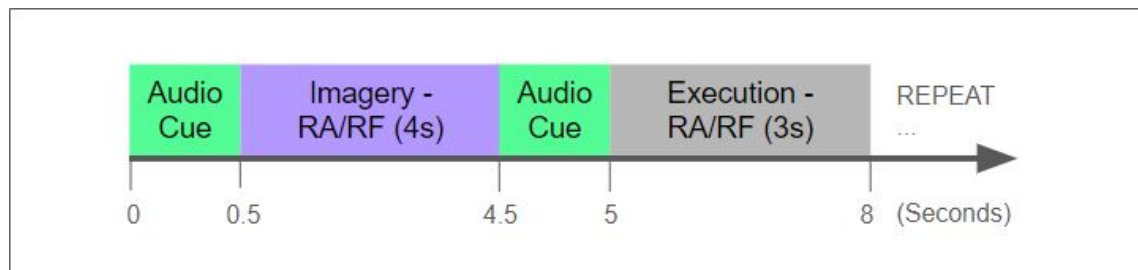 Audio
Cue
Imagery -
RA/RF (4s)
Audio
Cue
Execution -
RA/RF (3s)
REPEAT
...
0
0.5
4.5
5
8
(Seconds)